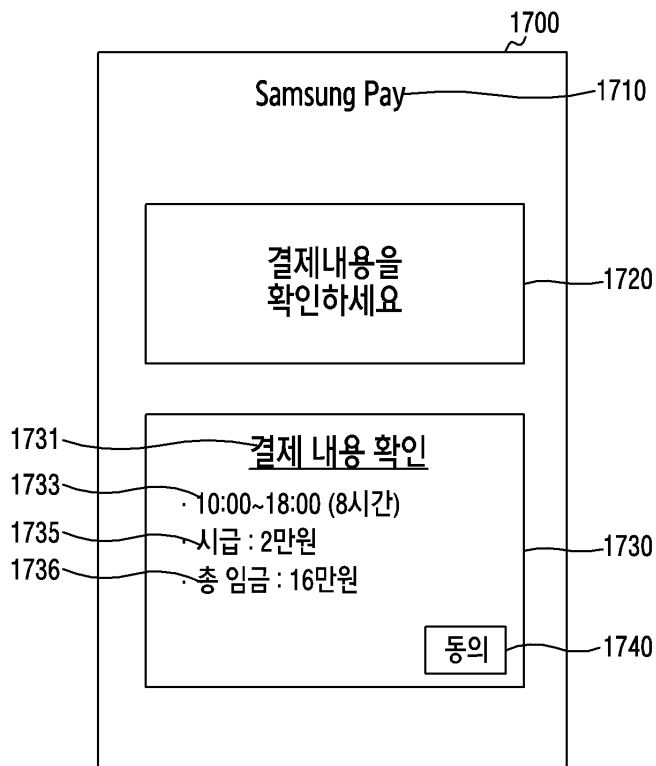 1700
Samsung Pay 1710
결제내용을
확인하세요
1720
1731 결제 내용 확인
1733 · 10:00~18:00 (8시간)
1735 · 시급 : 2만원
1730
1736 · 총 임금 : 16만원
동의 1740